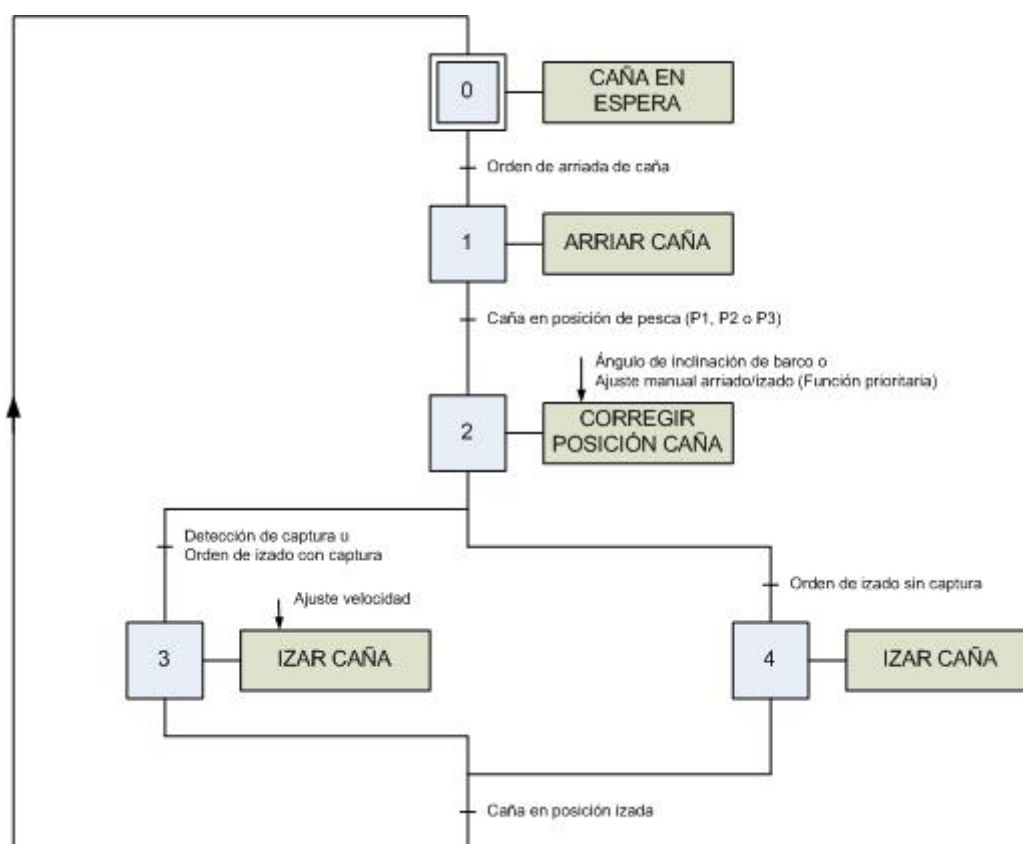 0
CAÑA EN
ESPERA
Orden de arriada de caña
1
ARRIAR CAÑA
Caña en posición de pesca (P1, P2 o P3)
Ángulo de inclinación de barco o
Ajuste manual arriado/izado (Función prioritaria)
2
CORREGIR
POSICIÓN CAÑA
Detección de captura u
Orden de izado con captura
Orden de izado sin captura
Ajuste velocidad
3
IZAR CAÑA
4
IZAR CAÑA
Caña en posición izada